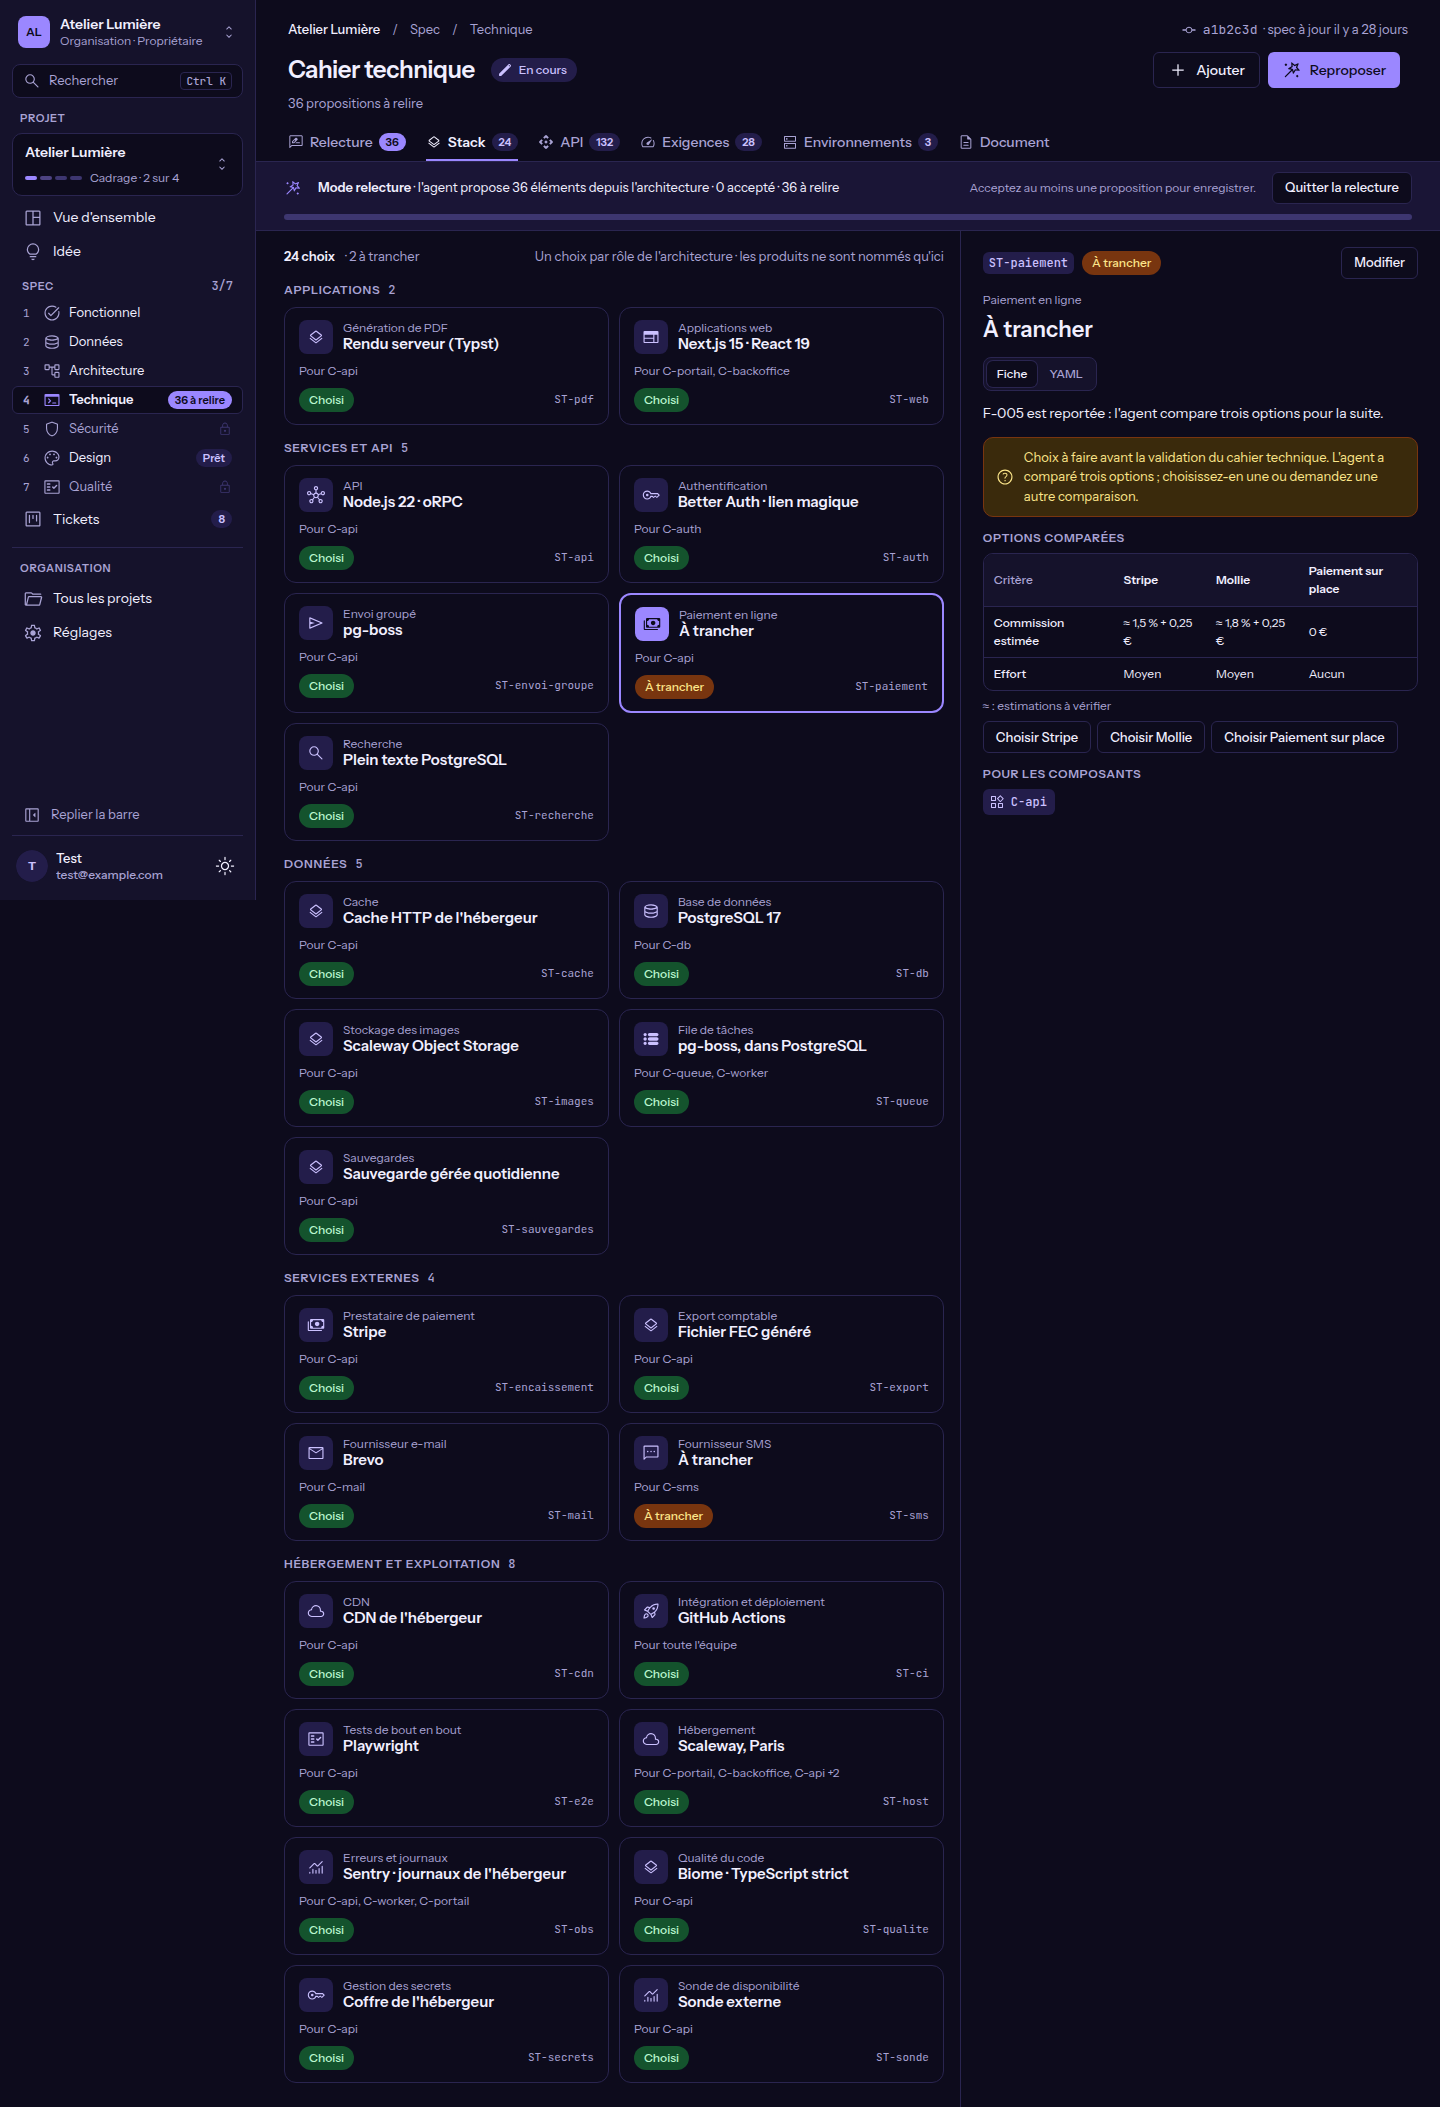 AL
Atelier Lumière
Organisation · Propriétaire
Rechercher
Ctrl K
PROJET
Atelier Lumière
Cadrage · 2 sur 4
Vue d'ensemble
Idée
SPEC 3/7
1 Fonctionnel
2 Données
3 Architecture
4 Technique 36 à relire
5 Sécurité
6 Design Prêt
7 Qualité
Tickets 8
ORGANISATION
Tous les projets
Réglages
Replier la barre
T
Test
test@example.com
Atelier Lumière / Spec / Technique
a1b2c3d · spec à jour il y a 28 jours
Cahier technique
En cours
Ajouter
Reproposer
36 propositions à relire
Relecture 36
Stack 24
API 132
Exigences 28
Environnements 3
Document
Mode relecture · l'agent propose 36 éléments depuis l'architecture · 0 accepté · 36 à relire
Acceptez au moins une proposition pour enregistrer.
Quitter la relecture
24 choix · 2 à trancher
Un choix par rôle de l'architecture · les produits ne sont nommés qu'ici
APPLICATIONS 2
Génération de PDF
Rendu serveur (Typst)
Pour C-api
Choisi ST-pdf
Applications web
Next.js 15 · React 19
Pour C-portail, C-backoffice
Choisi ST-web
SERVICES ET API 5
API
Node.js 22 · oRPC
Pour C-api
Choisi ST-api
Authentification
Better Auth · lien magique
Pour C-auth
Choisi ST-auth
Envoi groupé
pg-boss
Pour C-api
Choisi ST-envoi-groupe
Paiement en ligne
À trancher
Pour C-api
À trancher ST-paiement
Recherche
Plein texte PostgreSQL
Pour C-api
Choisi ST-recherche
DONNÉES 5
Cache
Cache HTTP de l'hébergeur
Pour C-api
Choisi ST-cache
Base de données
PostgreSQL 17
Pour C-db
Choisi ST-db
Stockage des images
Scaleway Object Storage
Pour C-api
Choisi ST-images
File de tâches
pg-boss, dans PostgreSQL
Pour C-queue, C-worker
Choisi ST-queue
Sauvegardes
Sauvegarde gérée quotidienne
Pour C-api
Choisi ST-sauvegardes
SERVICES EXTERNES 4
Prestataire de paiement
Stripe
Pour C-api
Choisi ST-encaissement
Export comptable
Fichier FEC généré
Pour C-api
Choisi ST-export
Fournisseur e-mail
Brevo
Pour C-mail
Choisi ST-mail
Fournisseur SMS
À trancher
Pour C-sms
À trancher ST-sms
HÉBERGEMENT ET EXPLOITATION 8
CDN
CDN de l'hébergeur
Pour C-api
Choisi ST-cdn
Intégration et déploiement
GitHub Actions
Pour toute l'équipe
Choisi ST-ci
Tests de bout en bout
Playwright
Pour C-api
Choisi ST-e2e
Hébergement
Scaleway, Paris
Pour C-portail, C-backoffice, C-api +2
Choisi ST-host
Erreurs et journaux
Sentry · journaux de l'hébergeur
Pour C-api, C-worker, C-portail
Choisi ST-obs
Qualité du code
Biome · TypeScript strict
Pour C-api
Choisi ST-qualite
Gestion des secrets
Coffre de l'hébergeur
Pour C-api
Choisi ST-secrets
Sonde de disponibilité
Sonde externe
Pour C-api
Choisi ST-sonde
ST-paiement À trancher
Modifier
Paiement en ligne
À trancher
Fiche YAML
F-005 est reportée : l'agent compare trois options pour la suite.
Choix à faire avant la validation du cahier technique. L'agent a
comparé trois options ; choisissez-en une ou demandez une
autre comparaison.
OPTIONS COMPARÉES
Critère Stripe Mollie Paiement sur
place
Commission ≈ 1,5 % + 0,25 ≈ 1,8 % + 0,25 0 €
estimée € €
Effort Moyen Moyen Aucun
≈ : estimations à vérifier
Choisir Stripe
Choisir Mollie
Choisir Paiement sur place
POUR LES COMPOSANTS
C-api